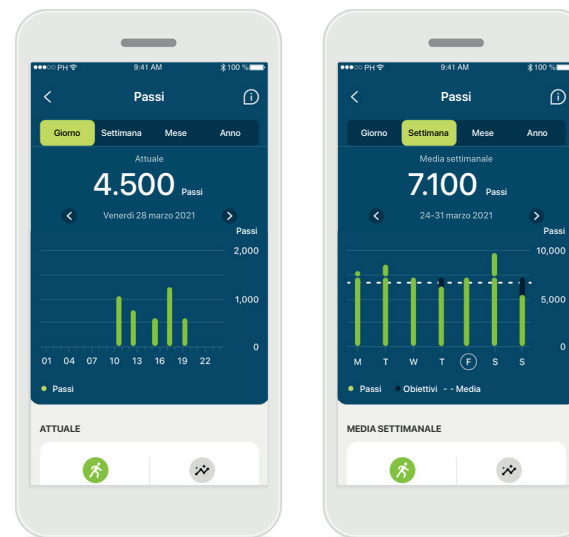 ●●●○○ PH 9:41 AM 100 %
Passi
Giorno Settimana Mese Anno
Attuale
4.500 Passi
Venerdì 28 marzo 2021
Passi
2,000
1,000
0
01 04 07 10 13 16 19 22
Passi
ATTUALE
●●●○○ PH 9:41 AM 100 %
Passi
Giorno Settimana Mese Anno
Media settimanale
7.100 Passi
24-31 marzo 2021
Passi
10,000
5,000
0
M T W T F S S
Passi Obiettivi - - Media
MEDIA SETTIMANALE